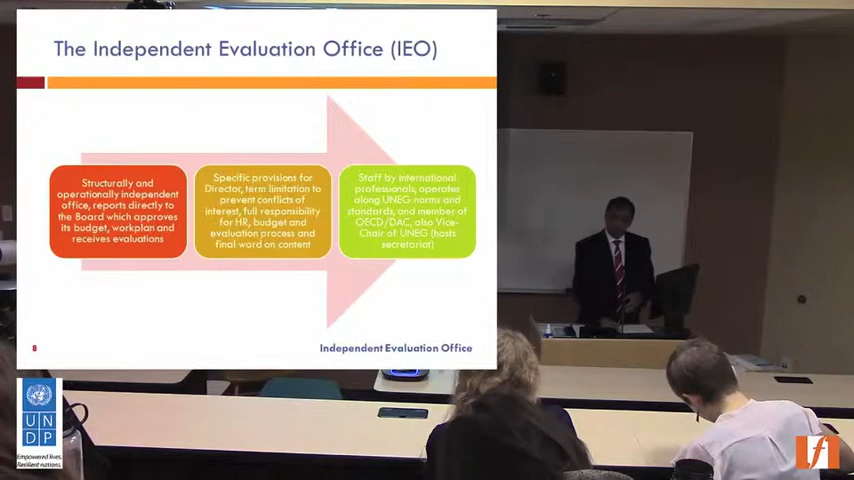 The Independent Evaluation Office (IEO)
Structurally and
operationally independent
office, reports directly to
the Board which approves
its budget, workplan and
receives evaluations
Specific provisions for
Director, term limitation to
prevent conflicts of
interest, full responsibility
for HR, budget and
evaluation process and
final word on content
Staff by international
professionals, operates
along UNEG norms and
standards, and member of
OECD/DAC, also Vice-
Chair of UNEG (hosts
secretariat)
8
Independent Evaluation Office
U N
D P
Empowered lives.
Resilient nations.